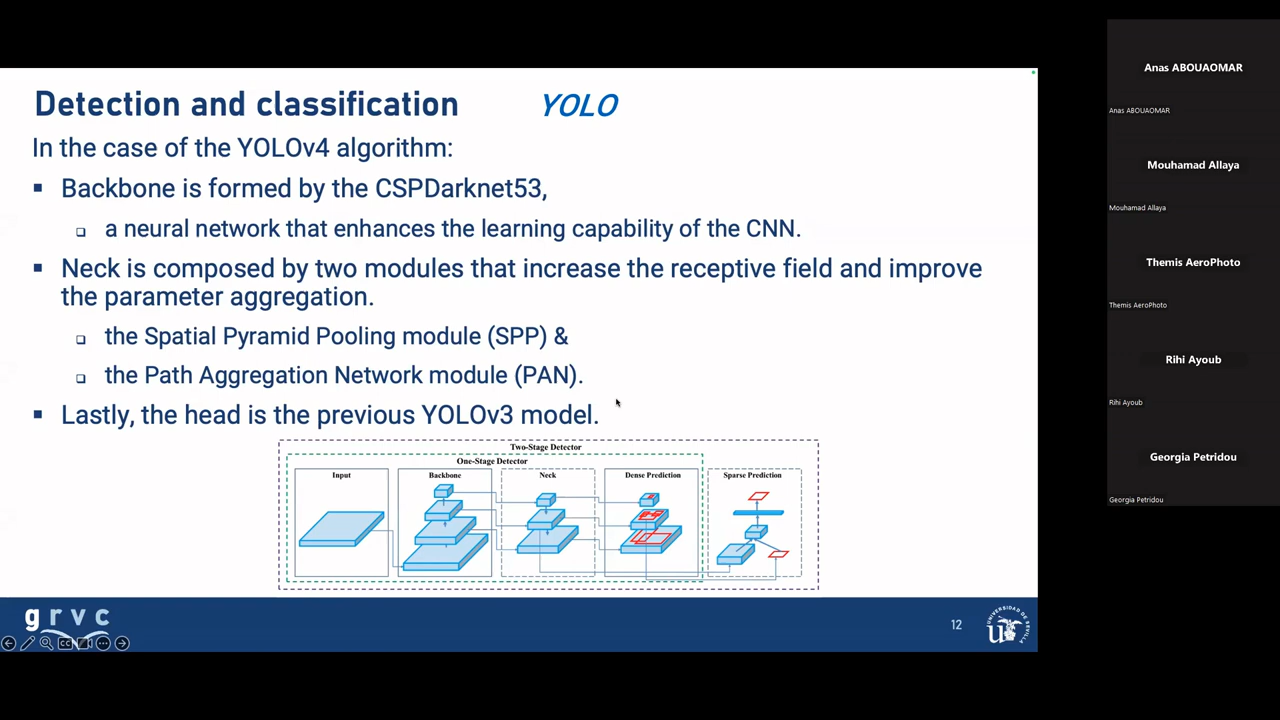 Detection and classification YOLO
In the case of the YOLOv4 algorithm:
▪ Backbone is formed by the CSPDarknet53,
❑ a neural network that enhances the learning capability of the CNN.
▪ Neck is composed by two modules that increase the receptive field and improve
the parameter aggregation.
❑ the Spatial Pyramid Pooling module (SPP) &
❑ the Path Aggregation Network module (PAN).
▪ Lastly, the head is the previous YOLOv3 model.
Two-Stage Detector
One-Stage Detector
Input Backbone Neck Dense Prediction Sparse Prediction
grvc
12
UNIVERSIDAD DE SEVILLA
CC
Anas ABOUAOMAR
Anas ABOUAOMAR
Mouhamad Allaya
Mouhamad Allaya
Themis AeroPhoto
Themis AeroPhoto
Rihi Ayoub
Rihi Ayoub
Georgia Petridou
Georgia Petridou